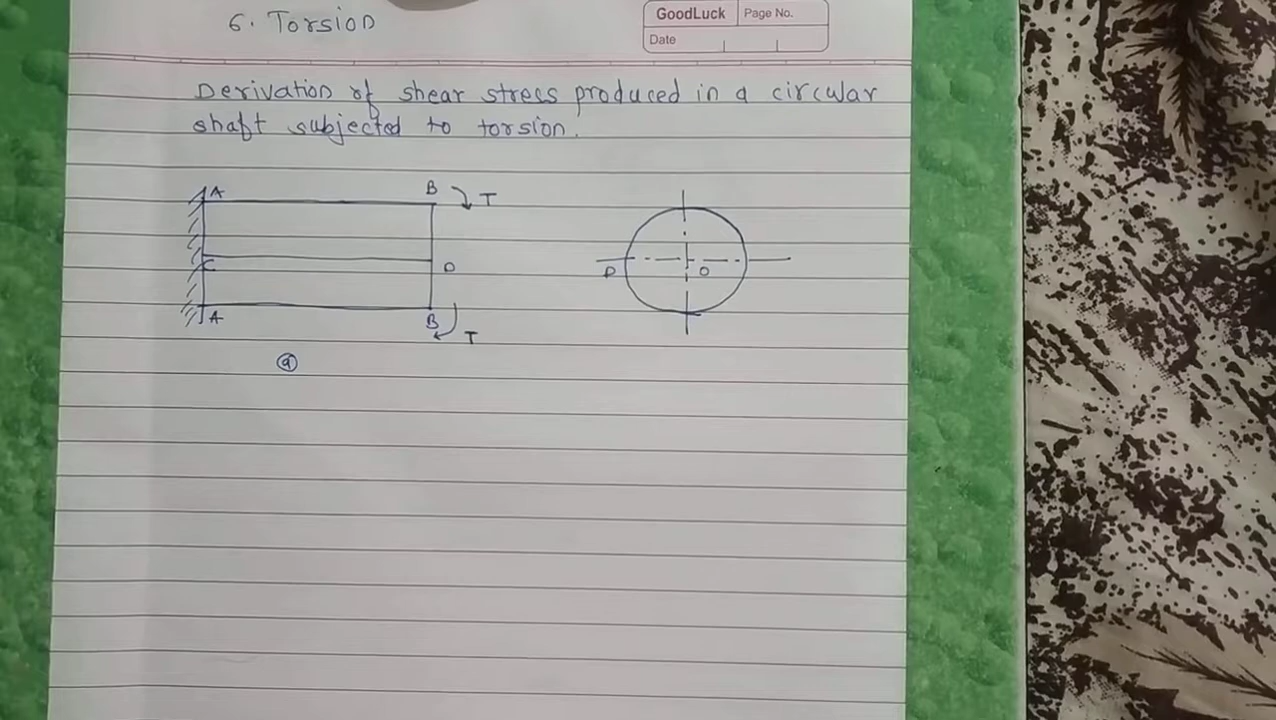 6. Torsion
GoodLuck Page No.
Date
Derivation of shear stress produced in a circular
shaft subjected to torsion.
A B T
C D
A B T
D O
a